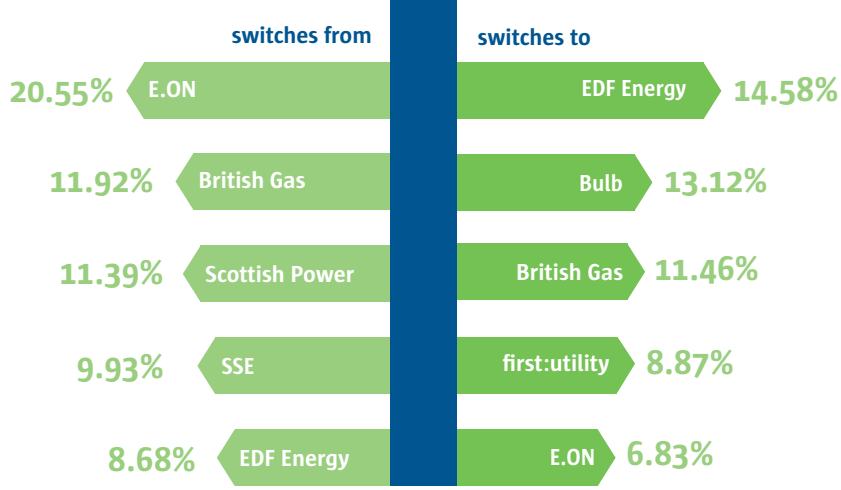 switches from switches to
20.55% E.ON EDF Energy 14.58%
11.92% British Gas Bulb 13.12%
11.39% Scottish Power British Gas 11.46%
9.93% SSE first:utility 8.87%
8.68% EDF Energy E.ON 6.83%